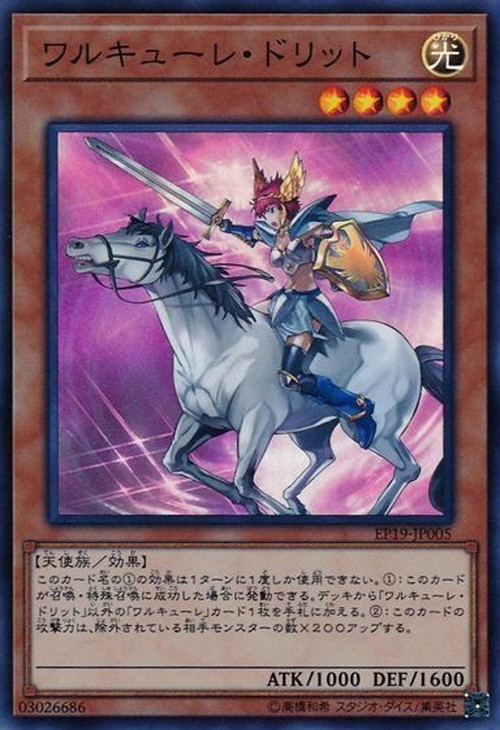 ワルキューレ・ドリット
光
EP19-JP005
【天使族／効果】
このカード名の①の効果は1ターンに1度しか使用できない。①：このカード
が召喚・特殊召喚に成功した場合に発動できる。デッキから「ワルキューレ・
ドリット」以外の「ワルキューレ」カード1枚を手札に加える。②：このカードの
攻撃力は、除外されている相手モンスターの数×200アップする。
ATK/1000 DEF/1600
03026686 ©高橋和希 スタジオ・ダイス/集英社